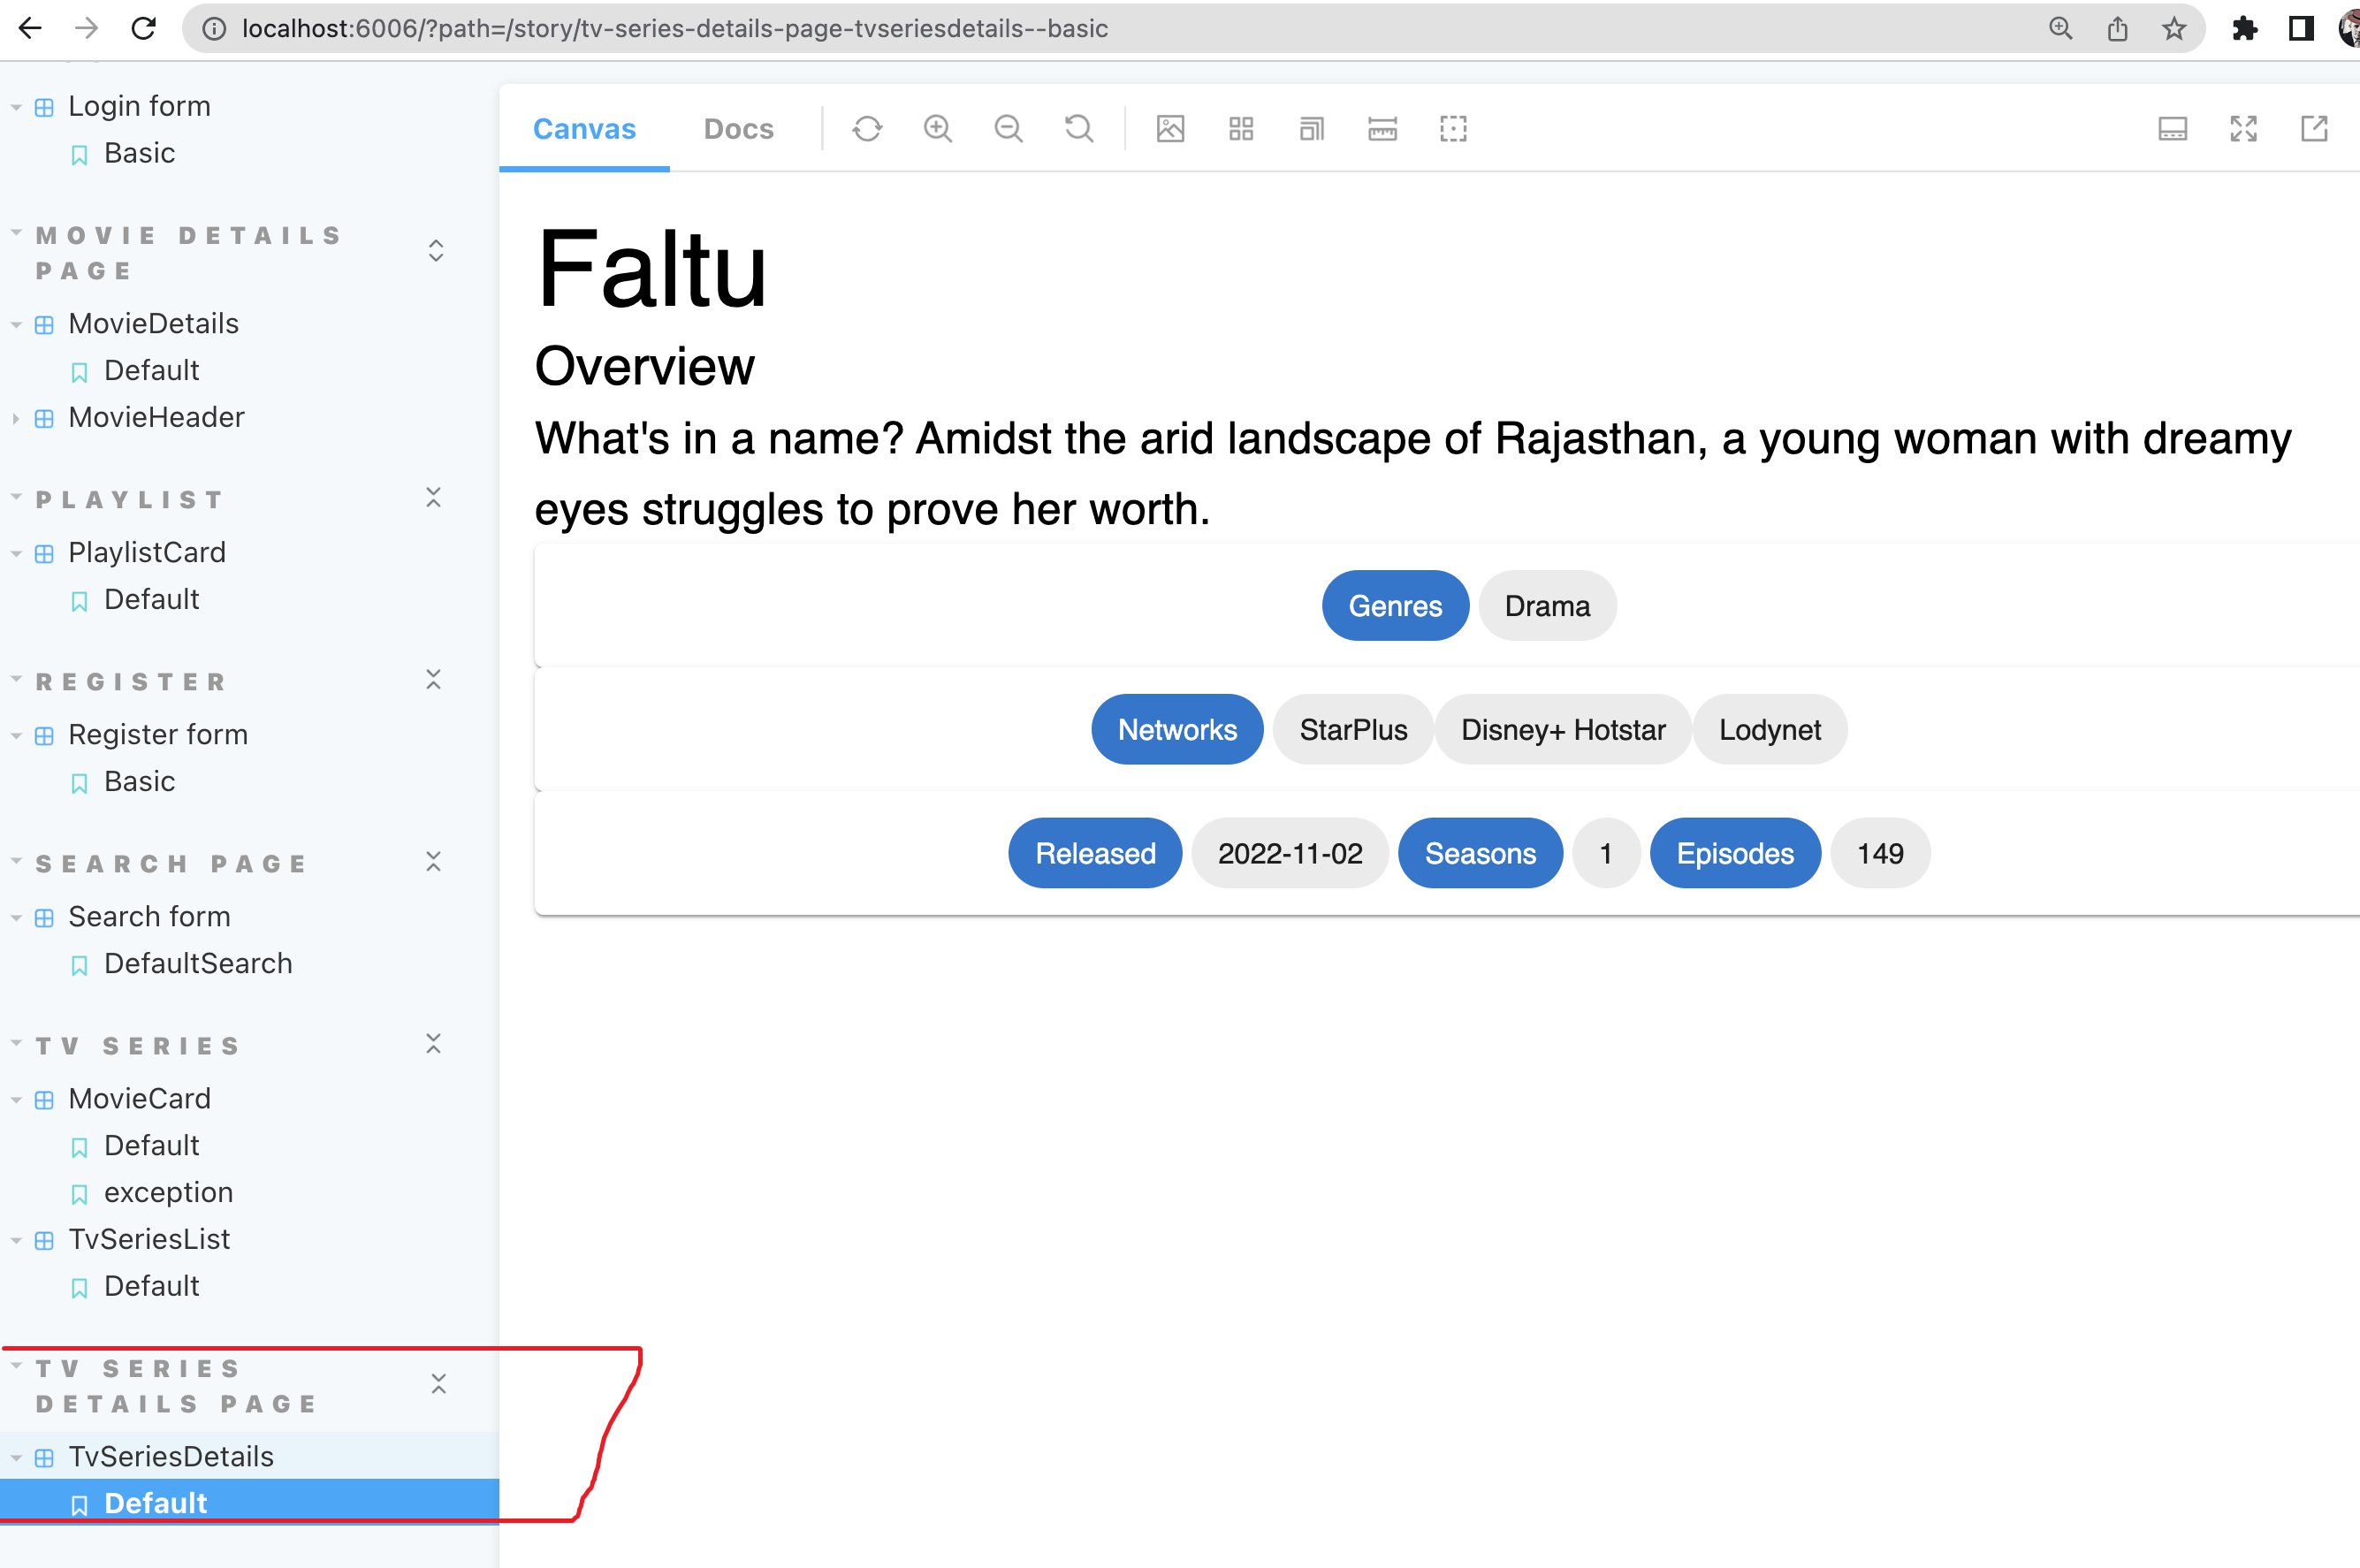 localhost:6006/?path=/story/tv-series-details-page-tvseriesdetails--basic
Login form
Basic
MOVIE DETAILS
PAGE
MovieDetails
Default
MovieHeader
PLAYLIST
PlaylistCard
Default
REGISTER
Register form
Basic
SEARCH PAGE
Search form
DefaultSearch
TV SERIES
MovieCard
Default
exception
TvSeriesList
Default
TV SERIES
DETAILS PAGE
TvSeriesDetails
Default
Canvas Docs
Faltu
Overview
What's in a name? Amidst the arid landscape of Rajasthan, a young woman with dreamy
eyes struggles to prove her worth.
Genres Drama
Networks StarPlus Disney+ Hotstar Lodynet
Released 2022-11-02 Seasons 1 Episodes 149